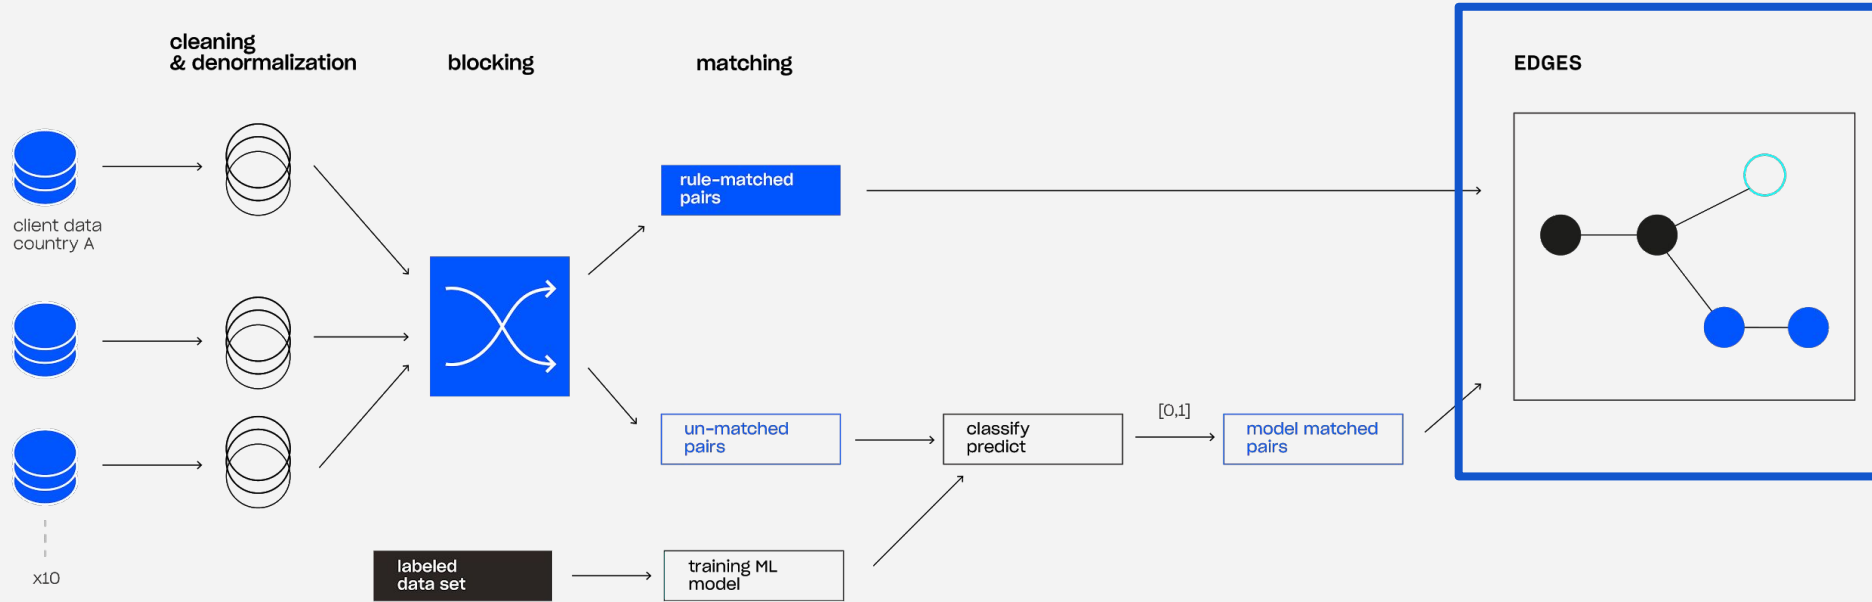 cleaning
& denormalization
blocking
matching
EDGES
client data
country A
rule-matched
pairs
un-matched
pairs
classify
predict
[0,1]
model matched
pairs
x10
labeled
data set
training ML
model